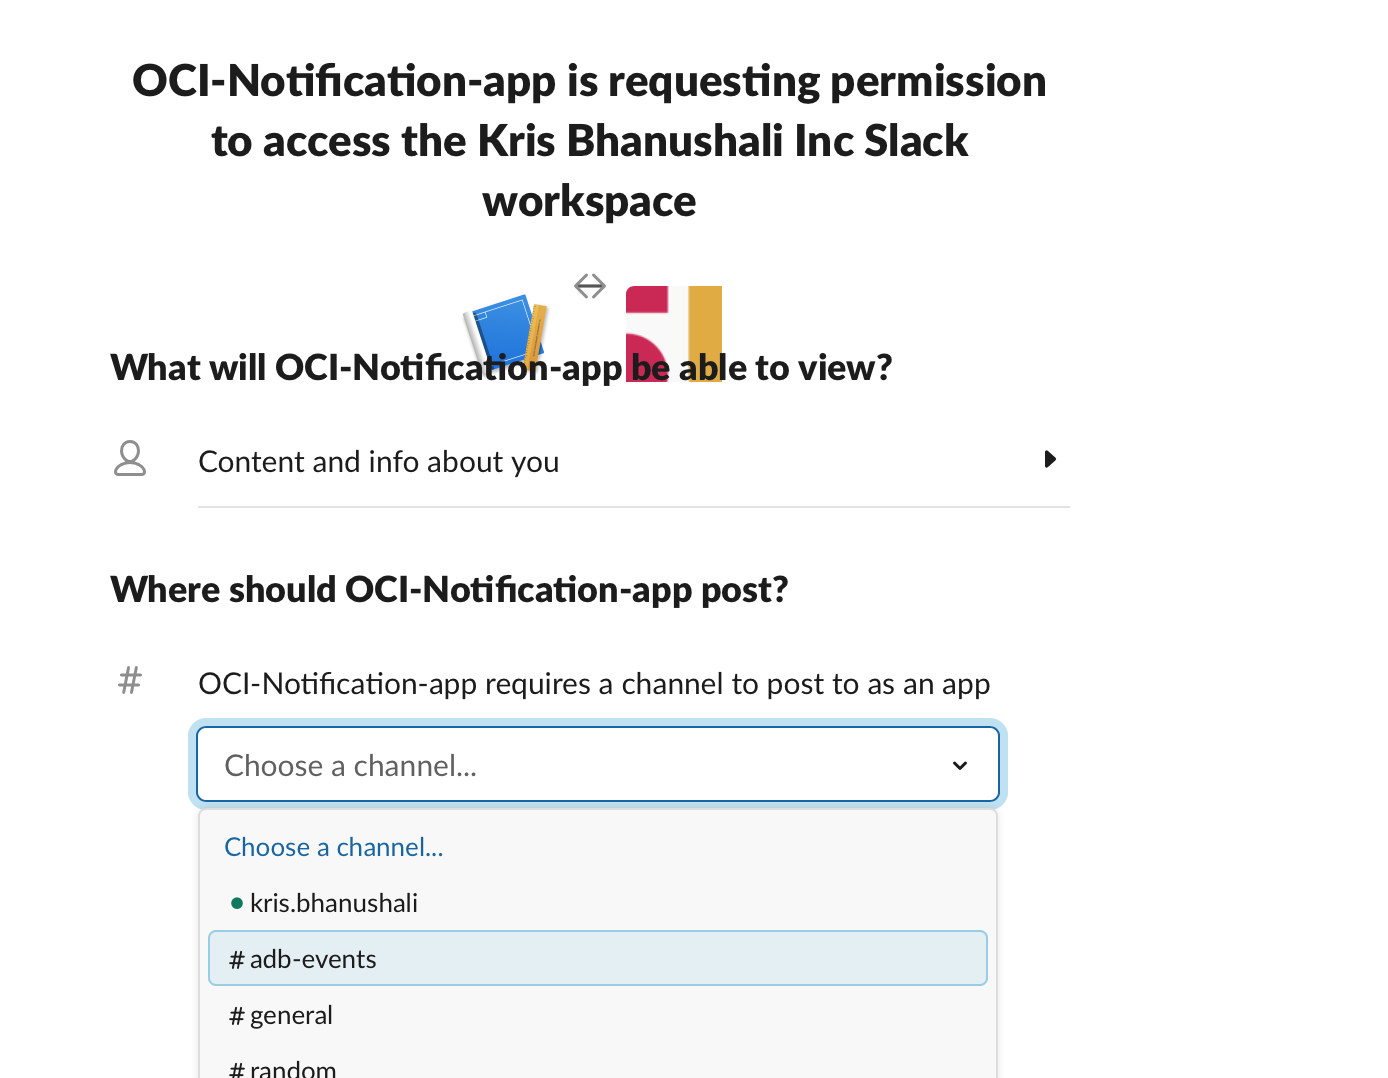 OCI-Notification-app is requesting permission
to access the Kris Bhanushali Inc Slack
workspace
What will OCI-Notification-app be able to view?
Content and info about you
Where should OCI-Notification-app post?
# OCI-Notification-app requires a channel to post to as an app
Choose a channel...
Choose a channel...
kris.bhanushali
# adb-events
# general
# random